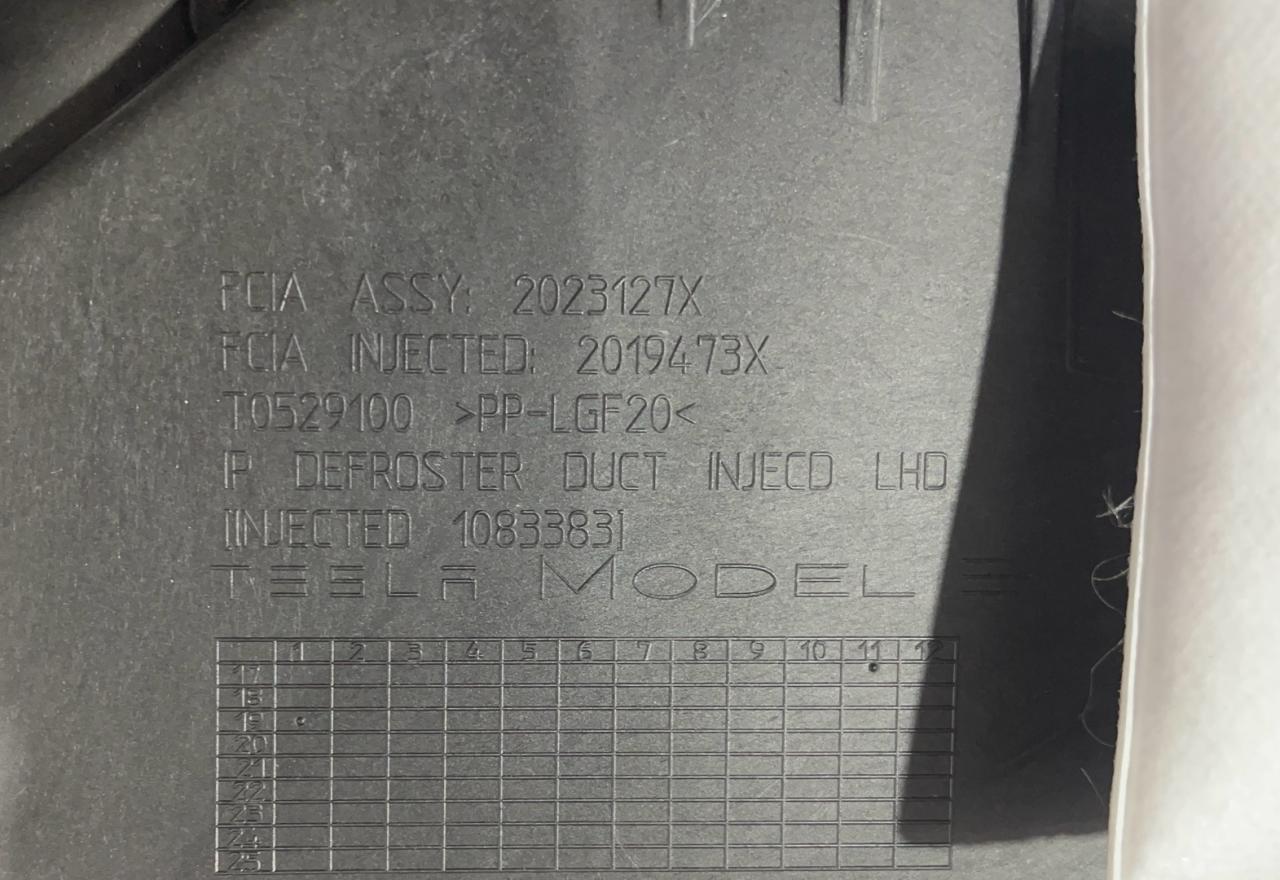 FCIA ASSY: 2023127X
FCIA INJECTED: 2019473X
T0529100 >PP-LGF20<
IP DEFROSTER DUCT INJECD LHD
[INJECTED 1083383]
TESLA MODEL 3
1 2 3 4 5 6 7 8 9 10 11 12
17
18
19
20
21
22
23
24
25